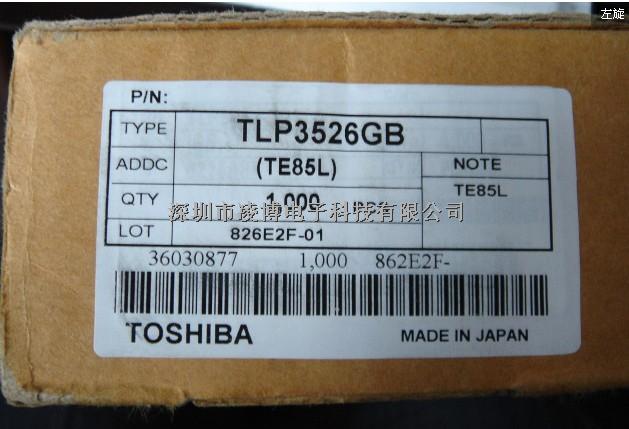 左旋
P/N:
TYPE TLP3526GB
ADDC (TE85L) NOTE
QTY 1,000 TE85L
深圳市凌博电子科技有限公司
LOT 826E2F-01
36030877 1,000 862E2F-
TOSHIBA MADE IN JAPAN